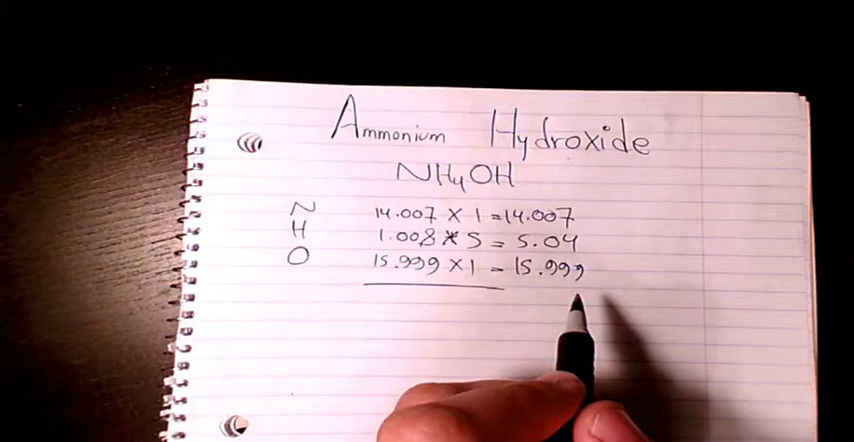 Ammonium Hydroxide
NH4OH
N 14.007 x 1 = 14.007
H 1.008 * 5 = 5.04
O 15.999 x 1 = 15.999